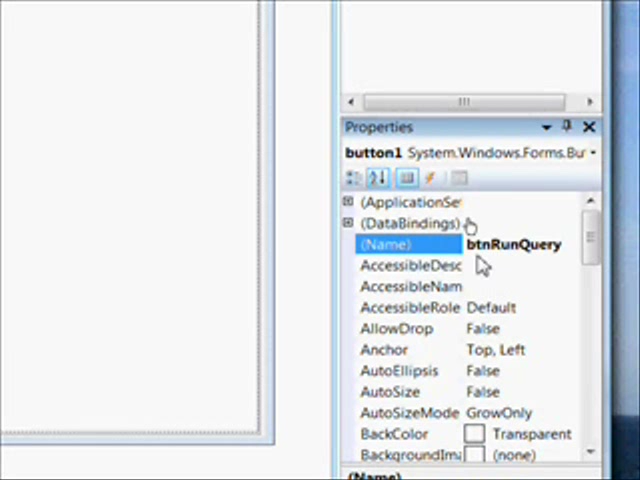 Properties
button1 System.Windows.Forms.Bu
(ApplicationSe
(DataBindings)
(Name) btnRunQuery
AccessibleDesc
AccessibleNam
AccessibleRole Default
AllowDrop False
Anchor Top, Left
AutoEllipsis False
AutoSize False
AutoSizeMode GrowOnly
BackColor Transparent
BackgroundIma (none)
(Name)